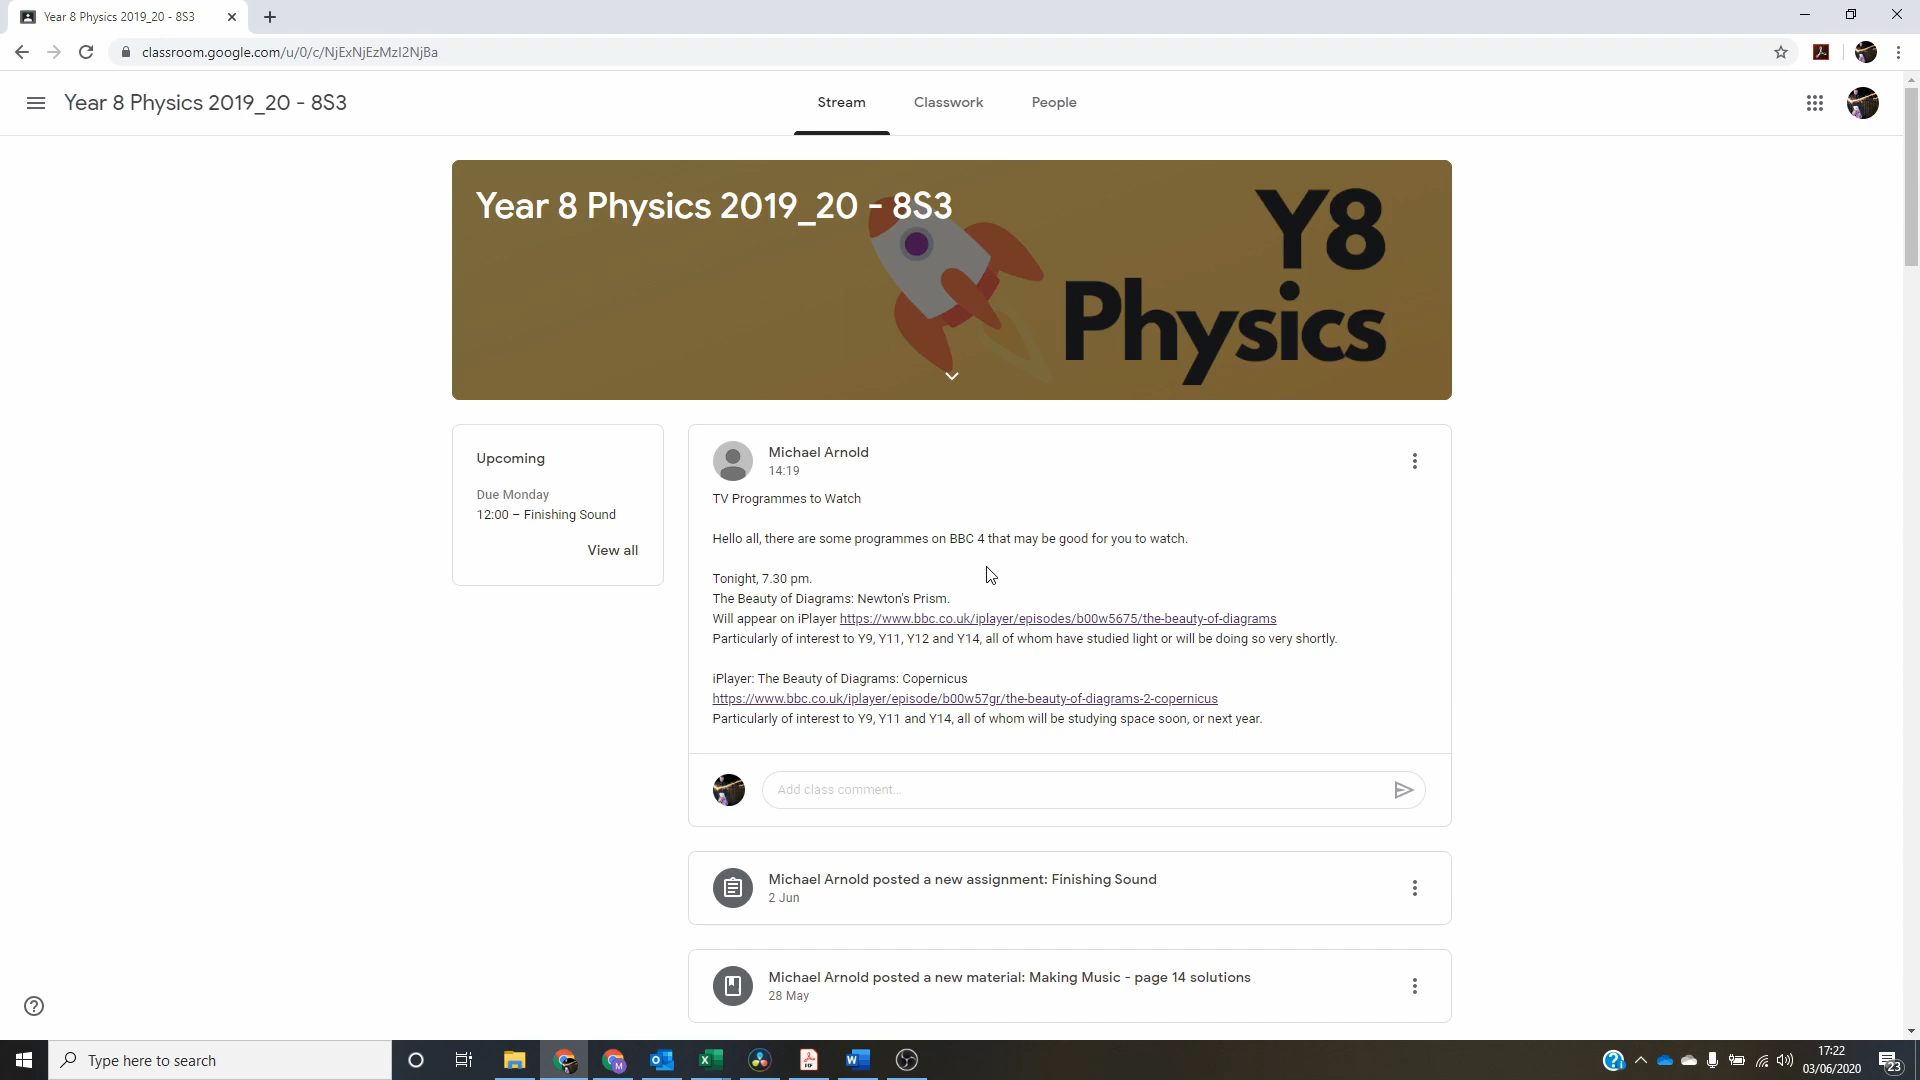 Year 8 Physics 2019_20 - 8S3
classroom.google.com/u/0/c/NjExNjEzMzI2NjBa
Year 8 Physics 2019_20 - 8S3
Stream
Classwork
People
Year 8 Physics 2019_20 - 8S3
Y8
Physics
Upcoming
Due Monday
12:00 – Finishing Sound
View all
Michael Arnold
14:19
TV Programmes to Watch
Hello all, there are some programmes on BBC 4 that may be good for you to watch.
Tonight, 7.30 pm.
The Beauty of Diagrams: Newton's Prism.
Will appear on iPlayer https://www.bbc.co.uk/iplayer/episodes/b00w5675/the-beauty-of-diagrams
Particularly of interest to Y9, Y11, Y12 and Y14, all of whom have studied light or will be doing so very shortly.
iPlayer: The Beauty of Diagrams: Copernicus
https://www.bbc.co.uk/iplayer/episode/b00w57gr/the-beauty-of-diagrams-2-copernicus
Particularly of interest to Y9, Y11 and Y14, all of whom will be studying space soon, or next year.
Add class comment...
Michael Arnold posted a new assignment: Finishing Sound
2 Jun
Michael Arnold posted a new material: Making Music - page 14 solutions
28 May
Type here to search
17:22
03/06/2020
23